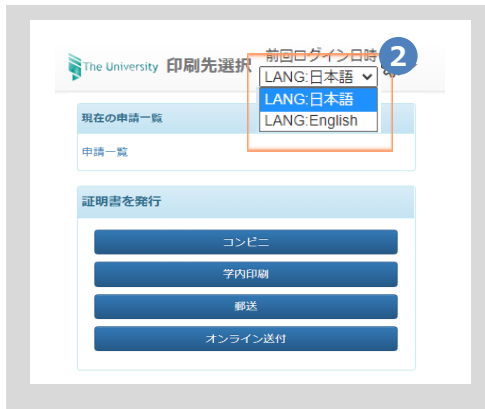 前回ログイン日時
2
The University 印刷先選択
LANG:日本語
LANG:日本語
LANG:English
現在の申請一覧
申請一覧
証明書を発行
コンビニ
学内印刷
郵送
オンライン送付